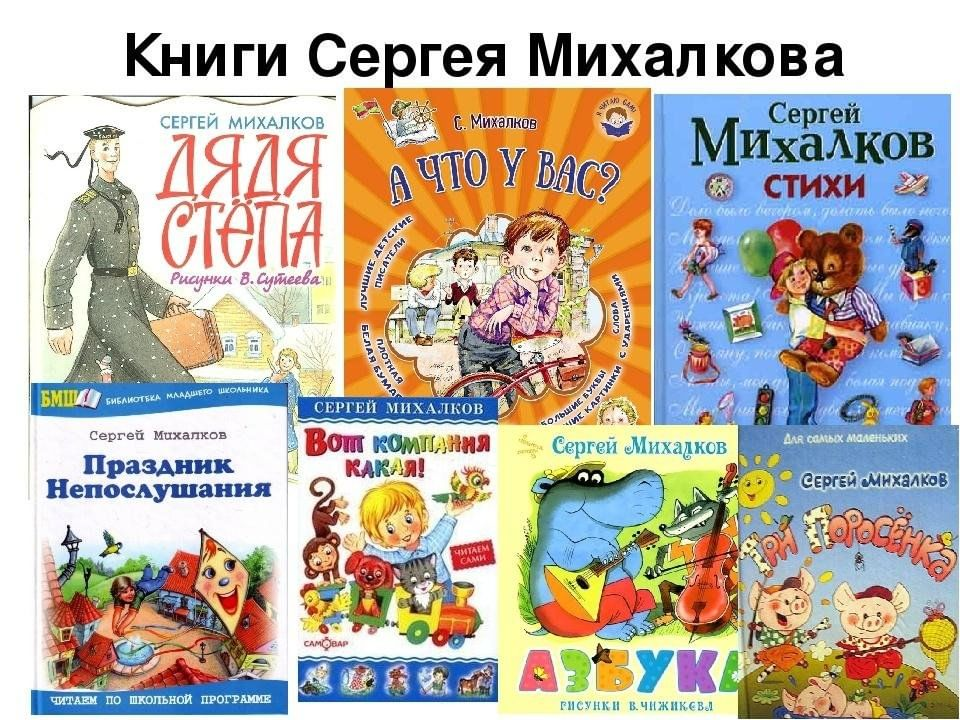 Книги Сергея Михалкова
СЕРГЕЙ МИХАЛКОВ
ДЯДЯ
СТЁПА
Рисунки В. Сутеева
С. Михалков
Я ЧИТАЮ САМ!
А ЧТО У ВАС?
ЛУЧШИЕ ДЕТСКИЕ
ПИСАТЕЛИ
ПЛОТНАЯ
БЕЛАЯ БУМАГА
СЛОВА
С УДАРЕНИЯМИ
БОЛЬШИЕ БУКВЫ
КАРТИНКИ
Сергей
Михалков
СТИХИ
Дело было вечером, делать было нечего
БМШ
БИБЛИОТЕКА МЛАДШЕГО ШКОЛЬНИКА
Сергей Михалков
Праздник
Непослушания
ЧИТАЕМ ПО ШКОЛЬНОЙ ПРОГРАММЕ
СЕРГЕЙ МИХАЛКОВ
Вот компания
какая!
ЧИТАЕМ
САМИ
САМОВАР
Сергей Михалков
АЗБУКА
РИСУНКИ В.ЧИЖИКОВА
Для самых маленьких
Сергей Михалков
Три Поросёнка